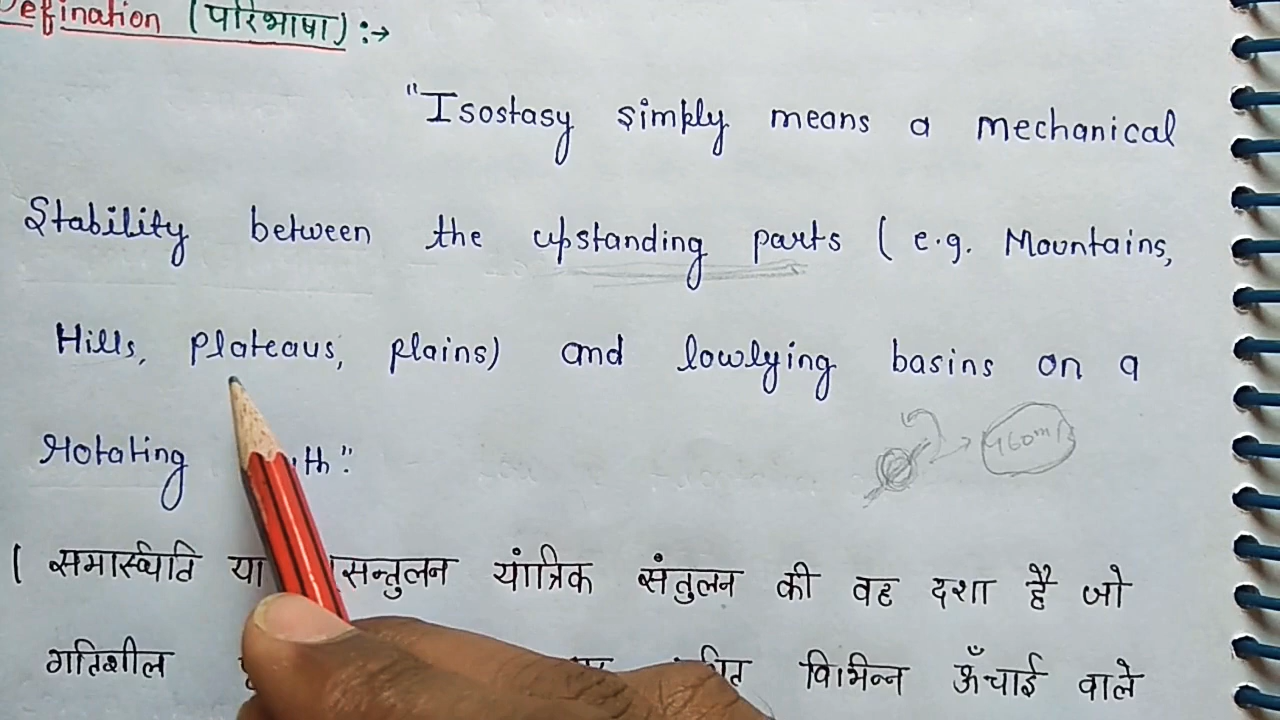 Defination (परिभाषा) :→
"Isostasy simply means a mechanical
Stability between the upstanding parts ( e.g. Mountains,
Hills, Plateaus, Plains) and lowlying basins on a
rotating
460m/s
( समास्थिति या सन्तुलन यांत्रिक संतुलन की वह दशा है जो
गतिशील विभिन्न ऊँचाई वाले